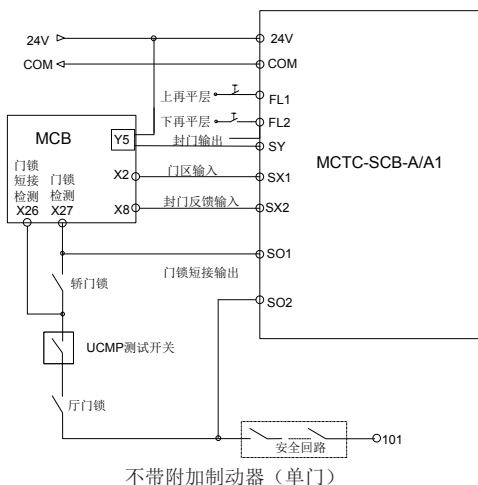 24V
24V
COM
COM
上再平层
FL1
下再平层
FL2
MCB
Y5
封门输出
SY
MCTC-SCB-A/A1
门锁短接检测
门锁检测
X2
门区输入
SX1
X26
X27
X8
封门反馈输入
SX2
SO1
轿门锁
门锁短接输出
SO2
UCMP测试开关
厅门锁
安全回路
101
不带附加制动器（单门）